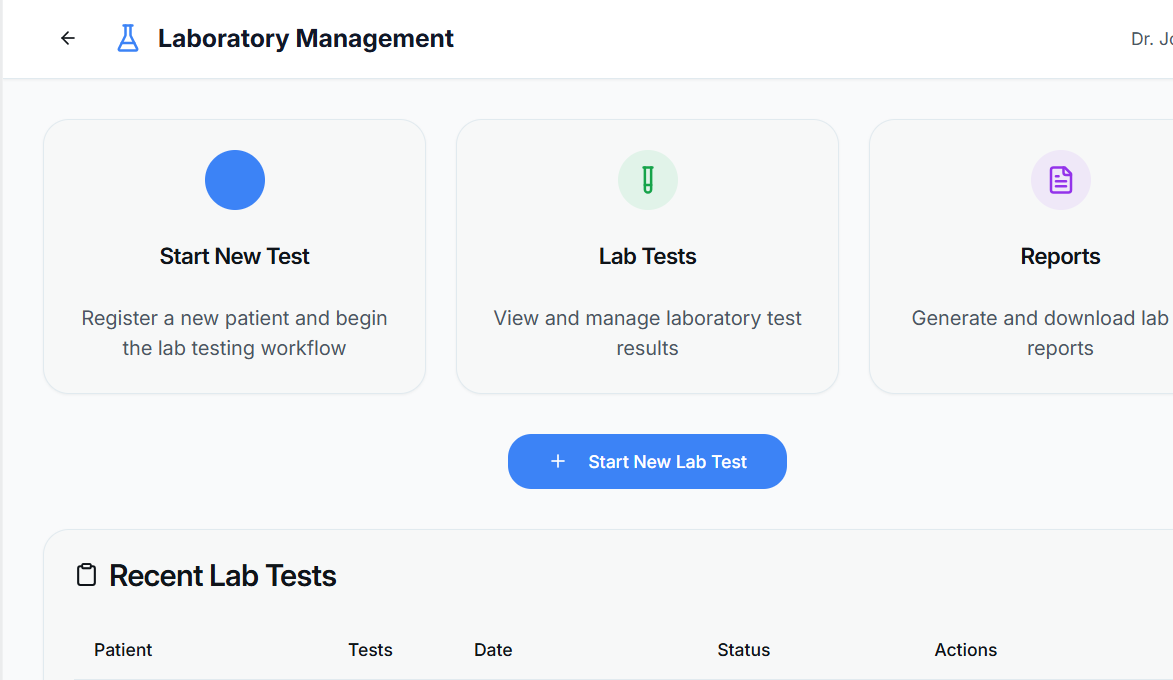 Laboratory Management
Dr.
Start New Test
Register a new patient and begin
the lab testing workflow
Lab Tests
View and manage laboratory test
results
Reports
Generate and download lab
reports
Start New Lab Test
Recent Lab Tests
Patient Tests Date Status Actions